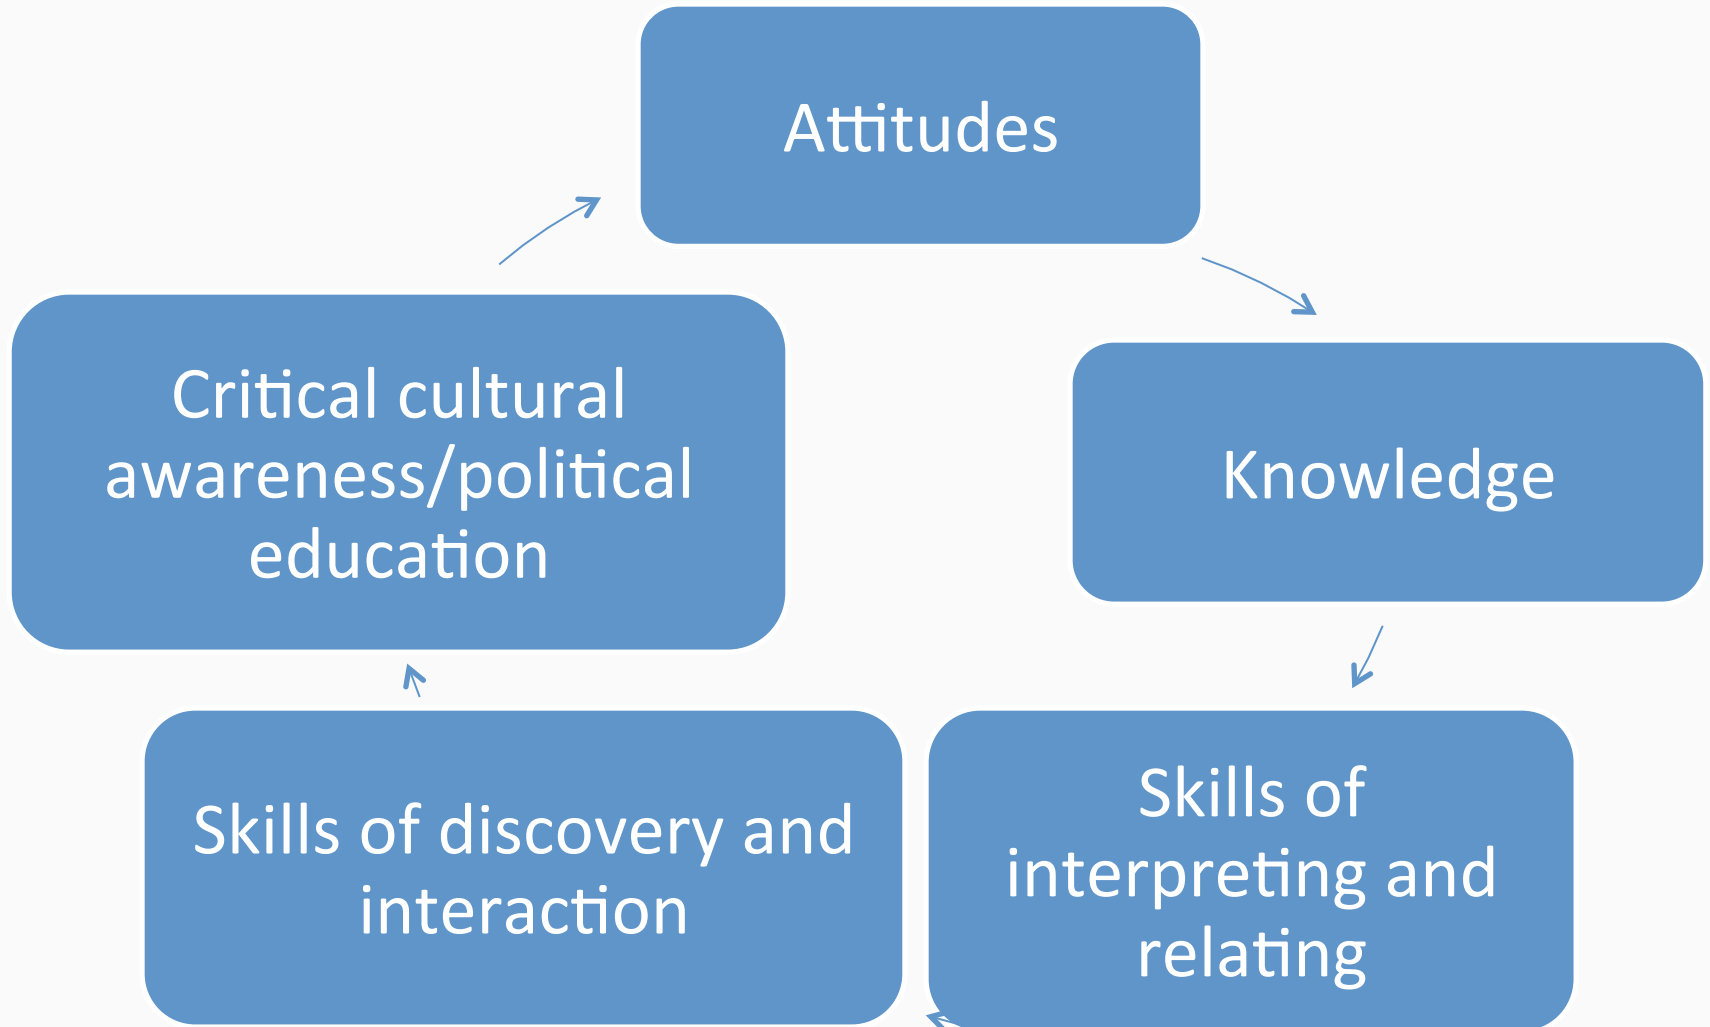 Attitudes
Knowledge
Skills of
interpreting and
relating
Skills of discovery and
interaction
Critical cultural
awareness/political
education